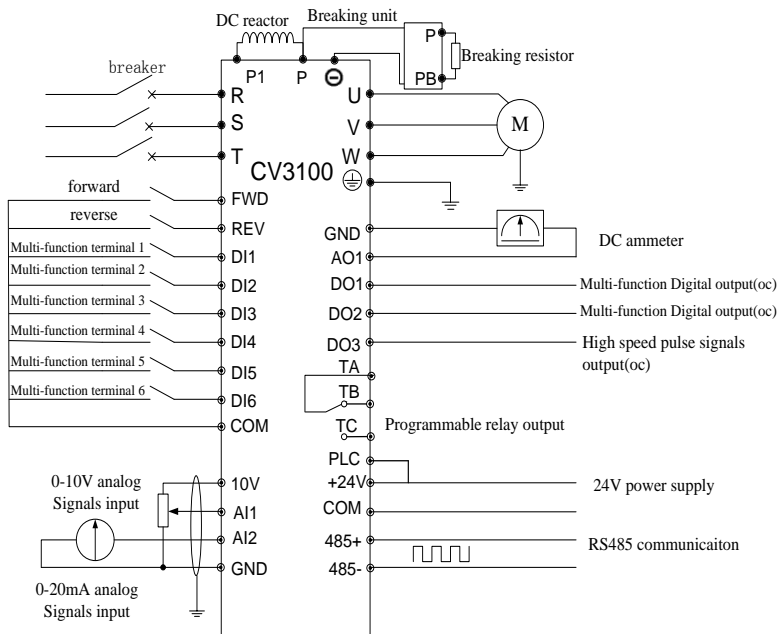 DC reactor
Breaking unit
P
Breaking resistor
PB
breaker
P1
P
⊖
R
U
S
V
M
T
W
CV3100
forward
FWD
reverse
REV
GND
DC ammeter
Multi-function terminal 1
DI1
AO1
Multi-function terminal 2
DI2
DO1
Multi-function Digital output(oc)
Multi-function terminal 3
DI3
DO2
Multi-function Digital output(oc)
Multi-function terminal 4
DI4
DO3
High speed pulse signals
output(oc)
Multi-function terminal 5
DI5
TA
Multi-function terminal 6
DI6
TB
COM
TC
Programmable relay output
PLC
0-10V analog
Signals input
10V
+24V
24V power supply
AI1
COM
AI2
485+
RS485 communicaiton
GND
485-
0-20mA analog
Signals input